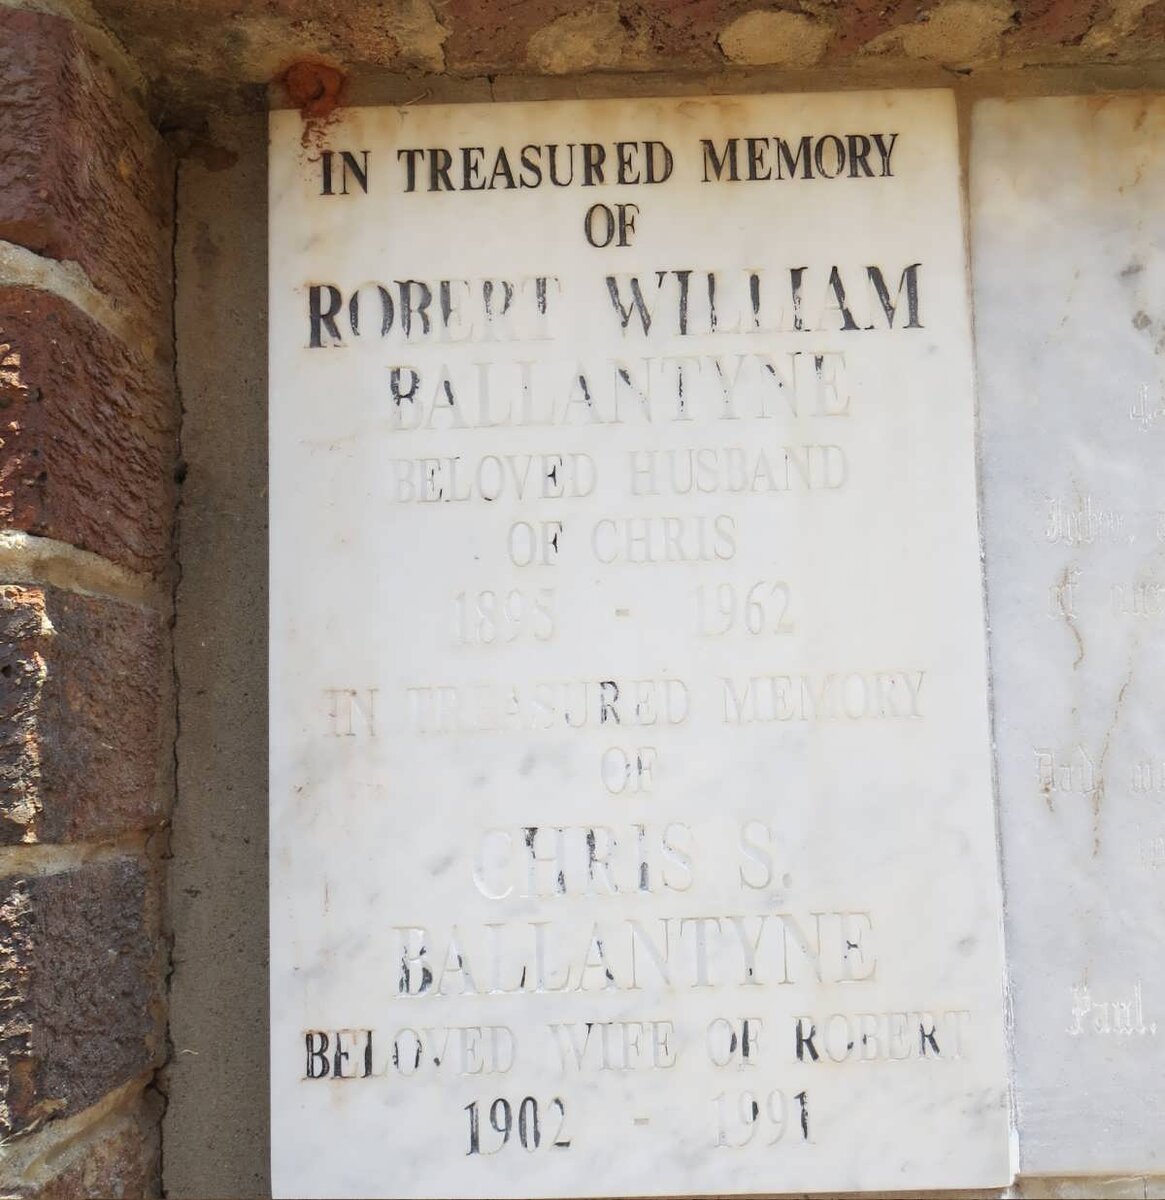 IN TREASURED MEMORY
OF
ROBERT WILLIAM
BALLANTYNE
BELOVED HUSBAND
OF CHRIS
1895 - 1962
IN TREASURED MEMORY
OF
CHRIS S.
BALLANTYNE
BELOVED WIFE OF ROBERT
1902 - 1991
Paul.